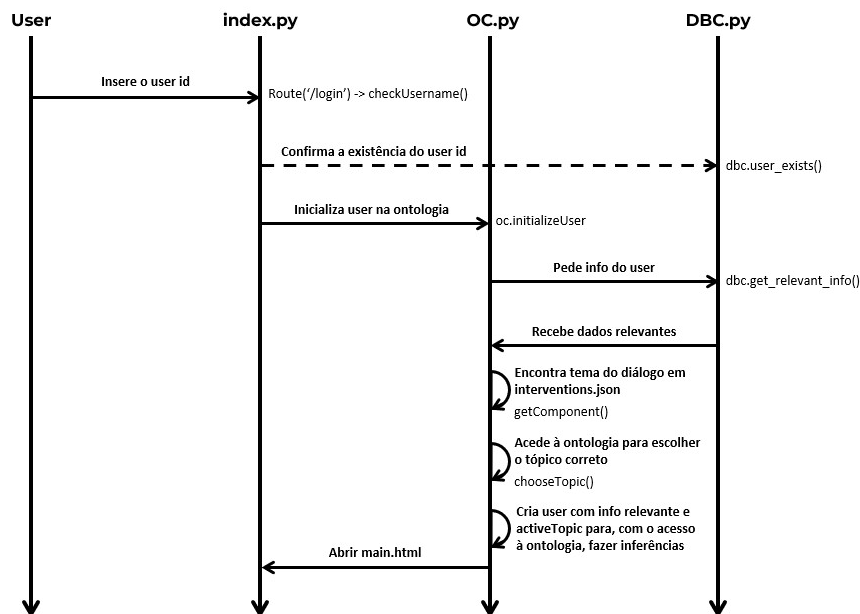 User
index.py
OC.py
DBC.py
Insere o user id
Route(‘/login’) -> checkUsername()
Confirma a existência do user id
dbc.user_exists()
Inicializa user na ontologia
oc.initializeUser
Pede info do user
dbc.get_relevant_info()
Recebe dados relevantes
Encontra tema do diálogo em
interventions.json
getComponent()
Acede à ontologia para escolher
o tópico correto
chooseTopic()
Cria user com info relevante e
activeTopic para, com o acesso
à ontologia, fazer inferências
Abrir main.html